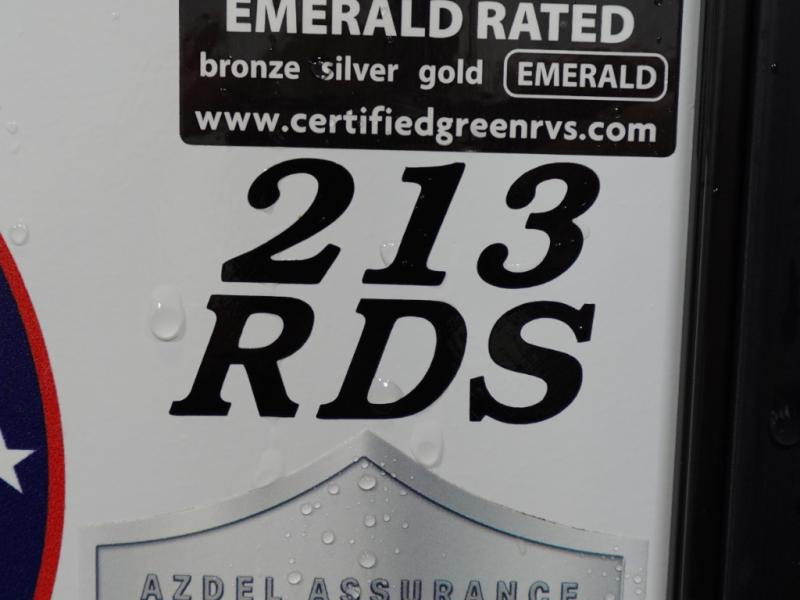 EMERALD RATED
bronze silver gold EMERALD
www.certifiedgreenrvs.com
213
RDS
AZDEL ASSURANCE